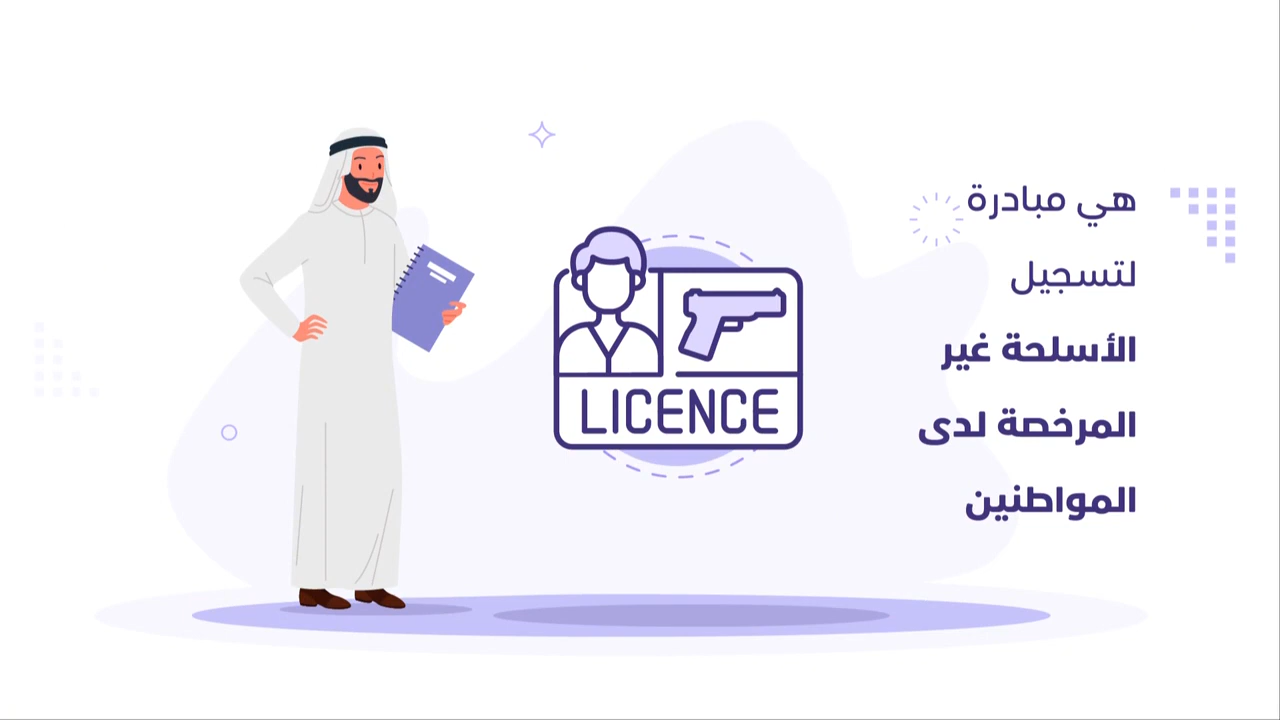 هي مبادرة
لتسجيل
الأسلحة غير
المرخصة لدى
المواطنين
LICENCE